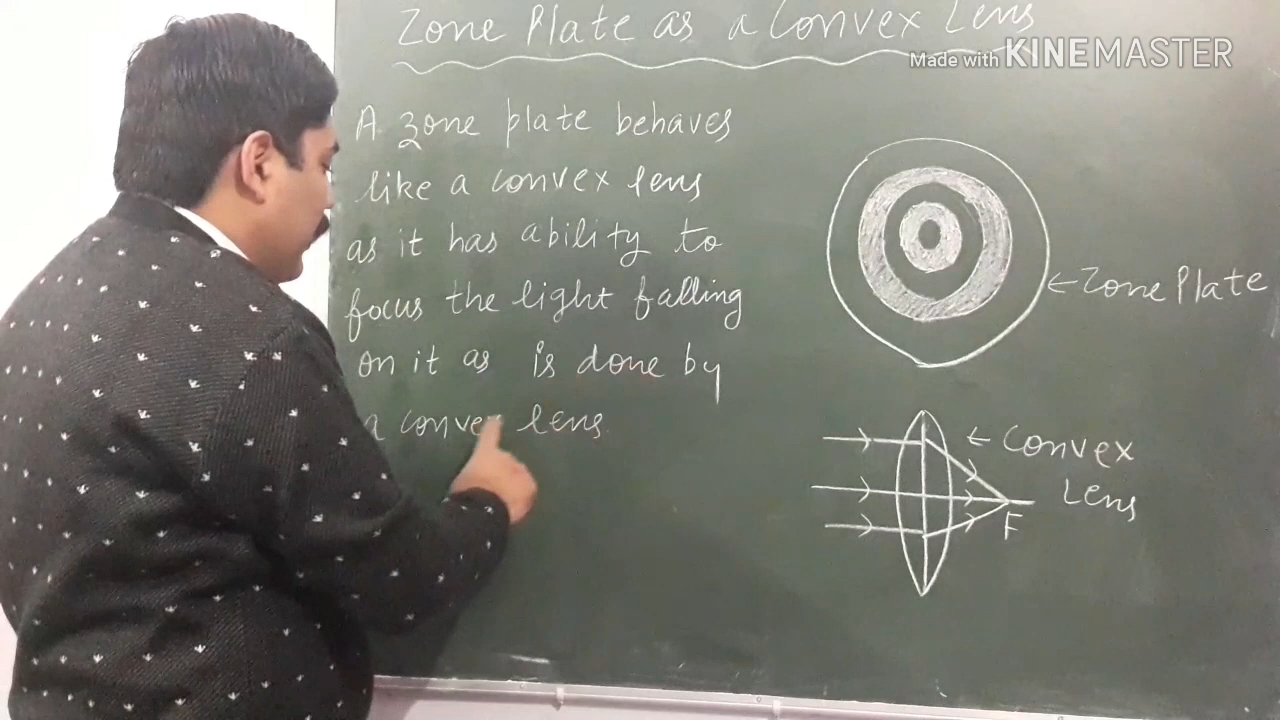 Zone Plate as a Convex Lens
Made with KINEMASTER
A zone plate behaves
like a convex lens
as it has ability to
focus the light falling
on it as is done by
a convex lens
← Zone Plate
← Convex
Lens
F